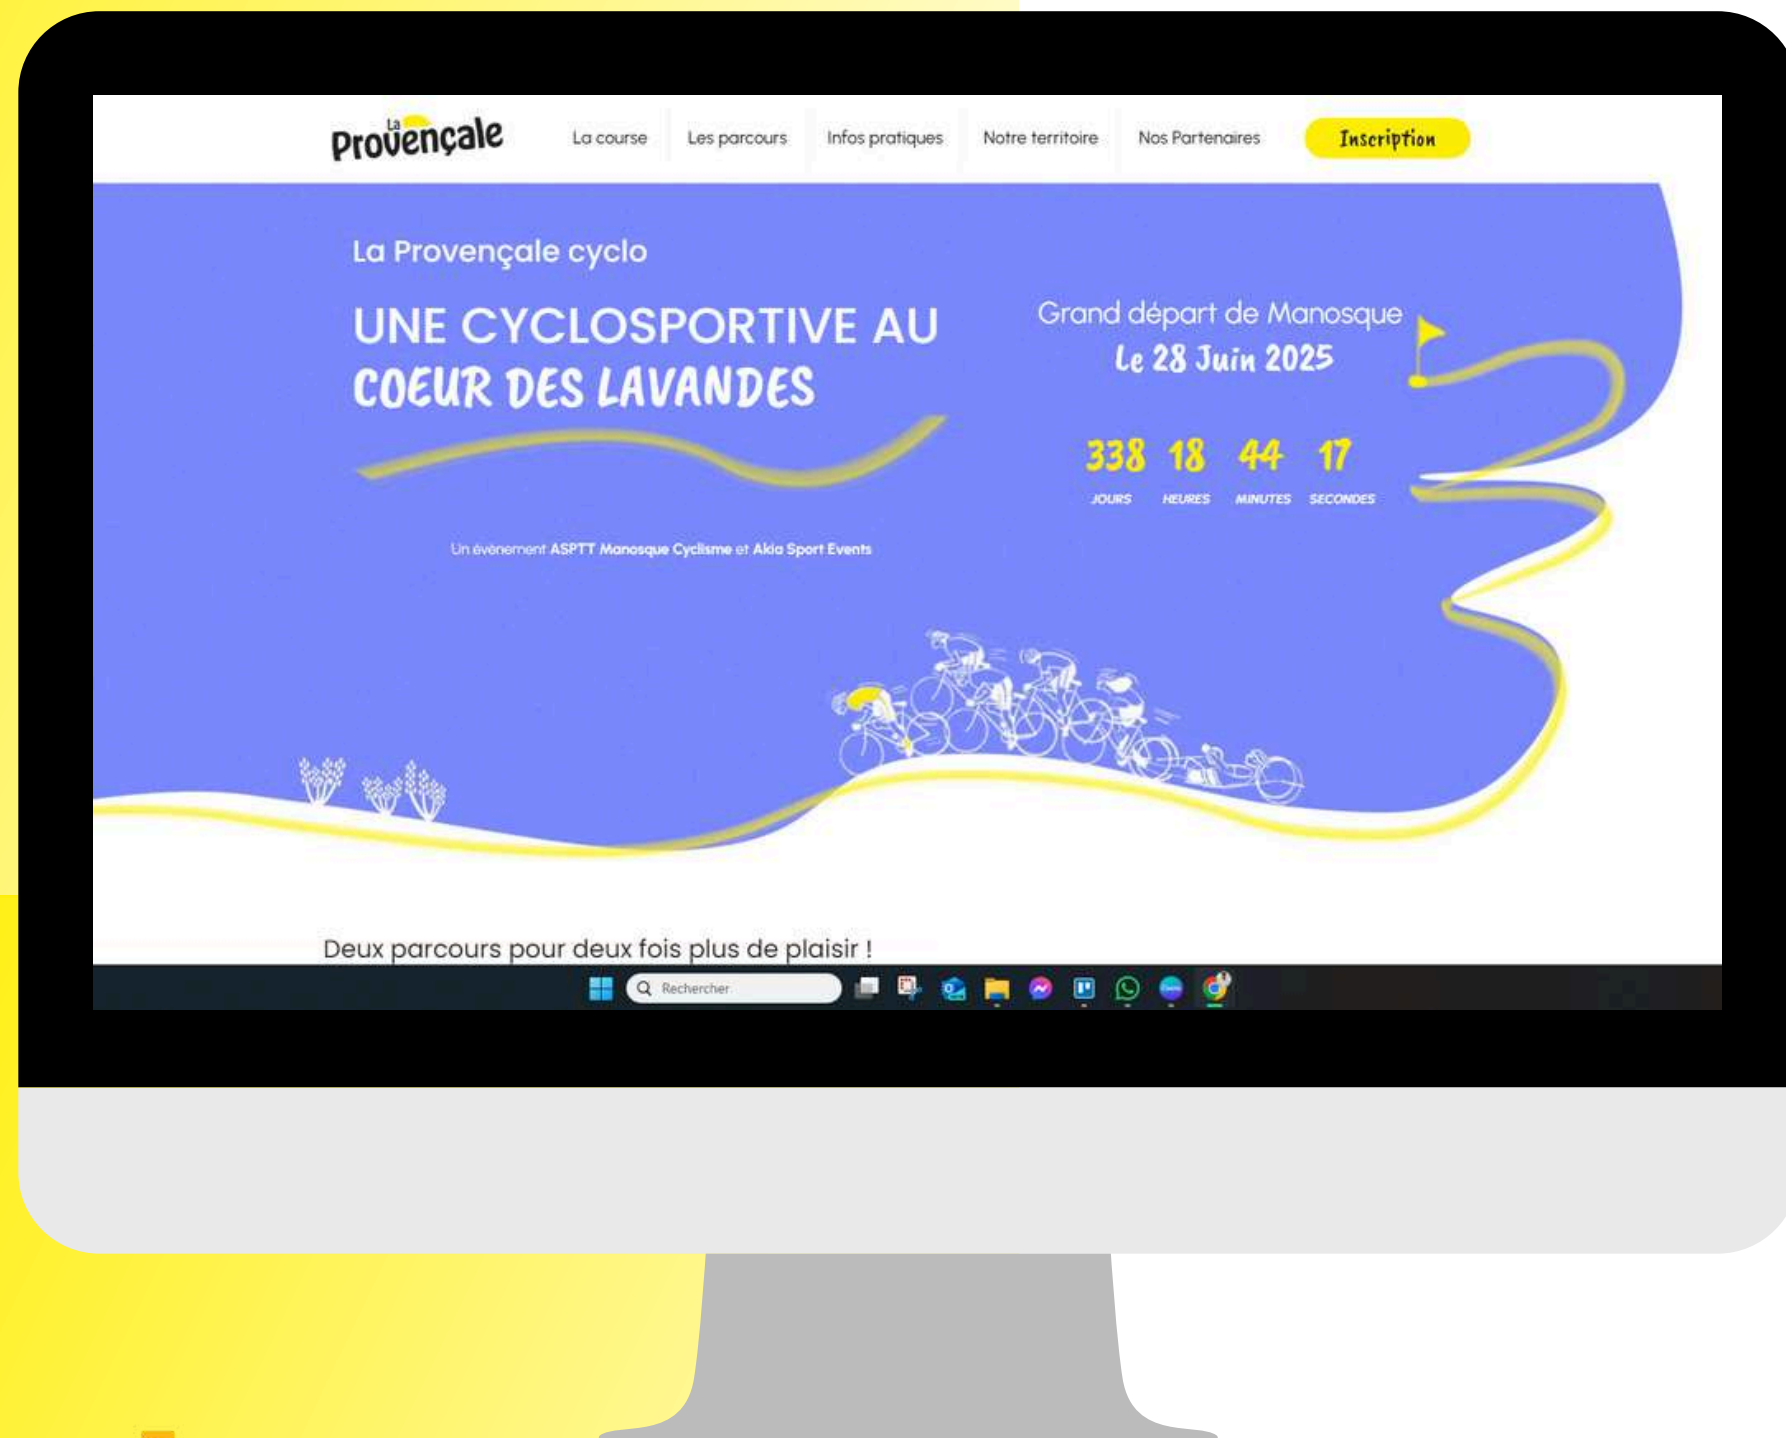 La
Provençale
La course
Les parcours
Infos pratiques
Notre territoire
Nos Partenaires
Inscription
La Provençale cyclo
UNE CYCLOSPORTIVE AU
COEUR DES LAVANDES
Un évènement ASPTT Manosque Cyclisme et Akia Sport Events
Grand départ de Manosque
Le 28 Juin 2025
338 18 44 17
JOURS HEURES MINUTES SECONDES
Deux parcours pour deux fois plus de plaisir !
Rechercher